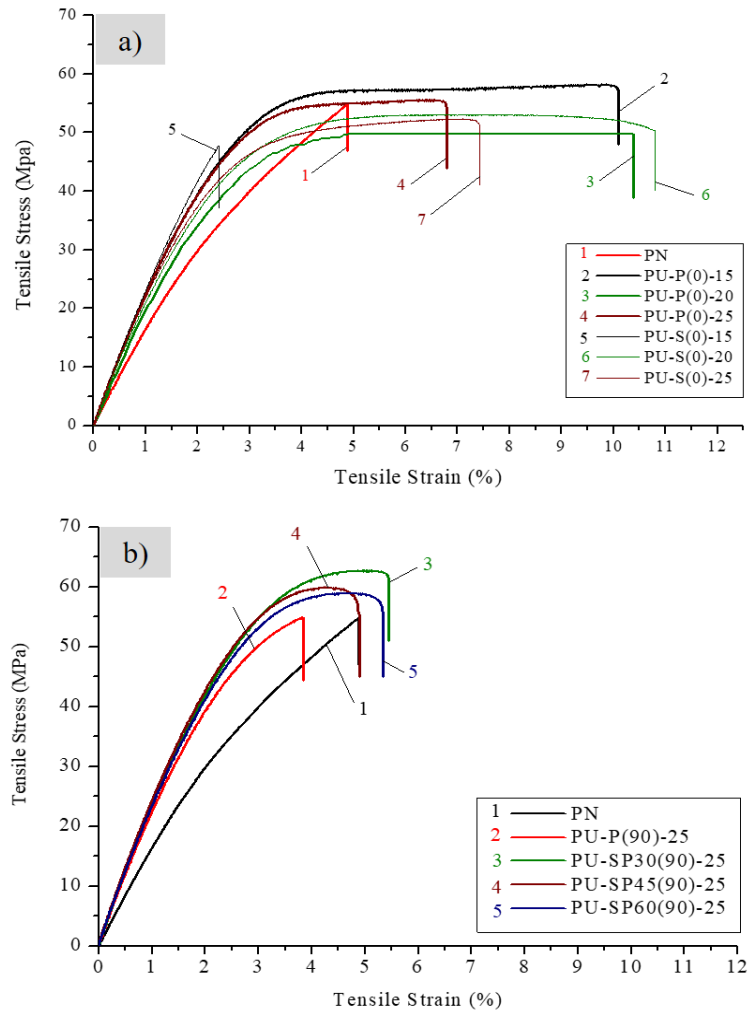 a)
Tensile Stress (Mpa)
70
60
50
40
30
20
10
0
5
2
1
4
7
3
6
1 PN
2 PU-P(0)-15
3 PU-P(0)-20
4 PU-P(0)-25
5 PU-S(0)-15
6 PU-S(0)-20
7 PU-S(0)-25
0 1 2 3 4 5 6 7 8 9 10 11 12
Tensile Strain (%)
b)
Tensile Stress (MPa)
70
60
50
40
30
20
10
0
4
2
3
5
1
1 PN
2 PU-P(90)-25
3 PU-SP30(90)-25
4 PU-SP45(90)-25
5 PU-SP60(90)-25
0 1 2 3 4 5 6 7 8 9 10 11 12
Tensile Strain (%)